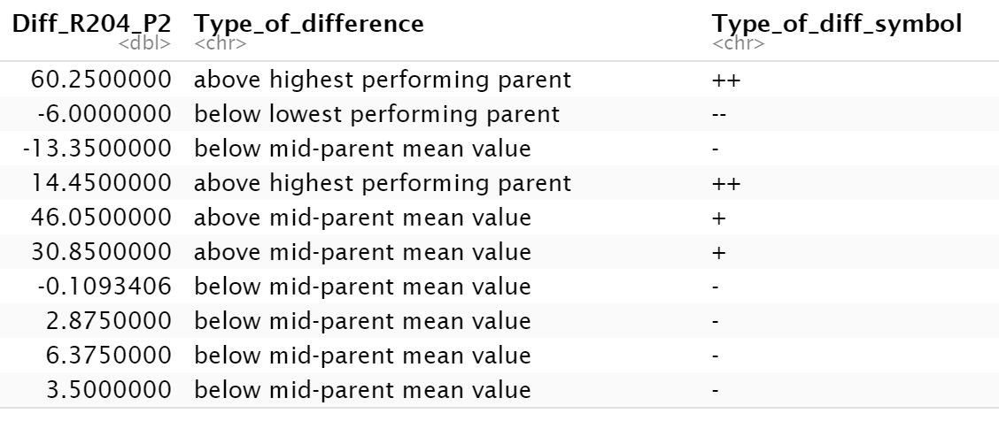 Diff_R204_P2 Type_of_difference Type_of_diff_symbol
<dbl> <chr> <chr>
60.2500000 above highest performing parent ++
-6.0000000 below lowest performing parent --
-13.3500000 below mid-parent mean value -
14.4500000 above highest performing parent ++
46.0500000 above mid-parent mean value +
30.8500000 above mid-parent mean value +
-0.1093406 below mid-parent mean value -
2.8750000 below mid-parent mean value -
6.3750000 below mid-parent mean value -
3.5000000 below mid-parent mean value -